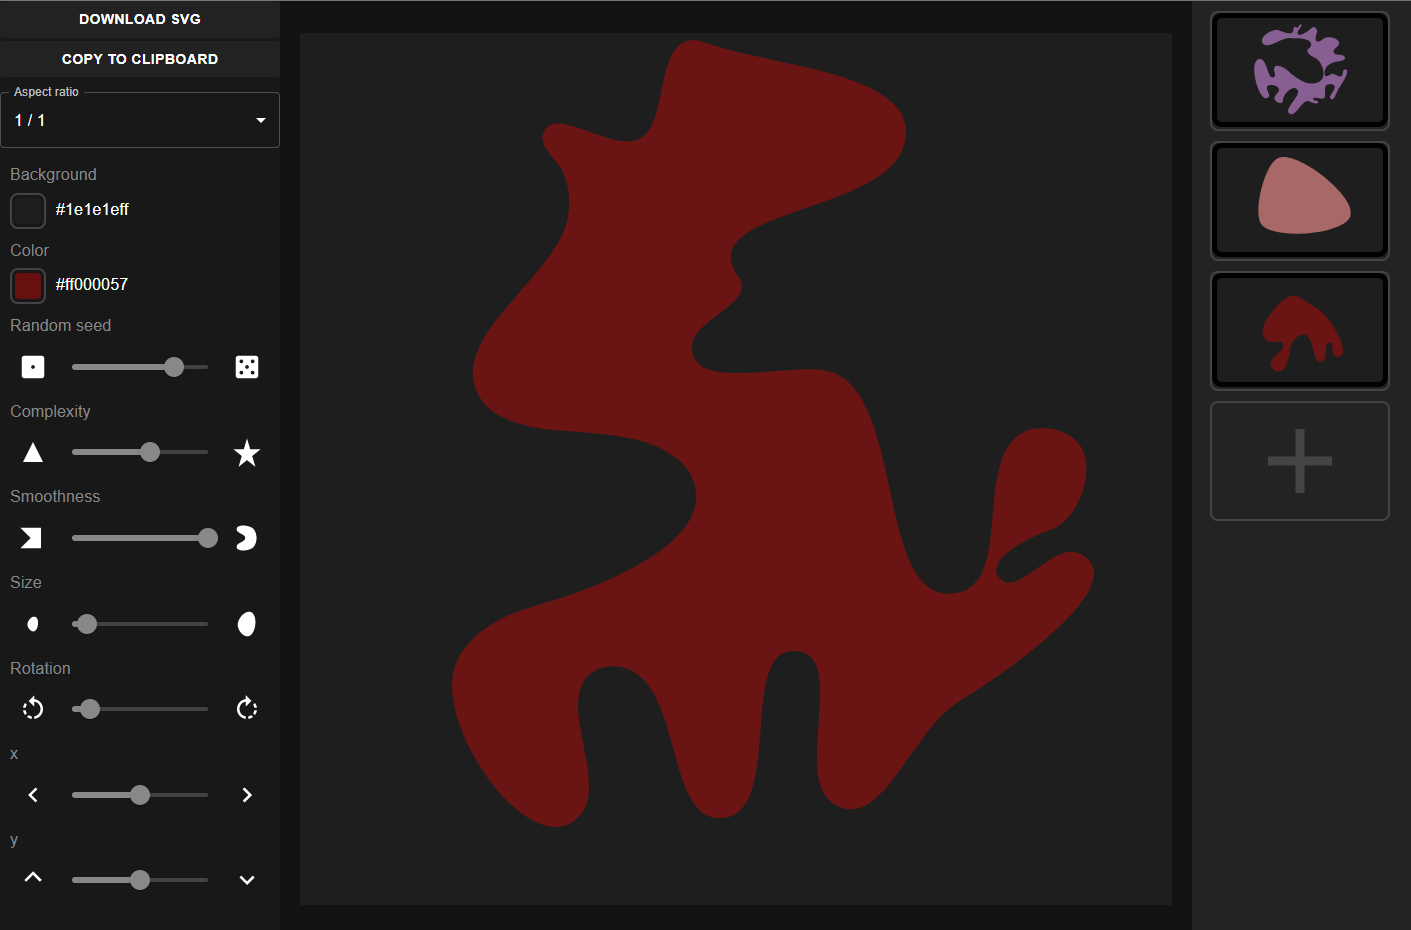 DOWNLOAD SVG
COPY TO CLIPBOARD
Aspect ratio
1 / 1
Background
#1e1e1eff
Color
#ff000057
Random seed
Complexity
Smoothness
Size
Rotation
x
y